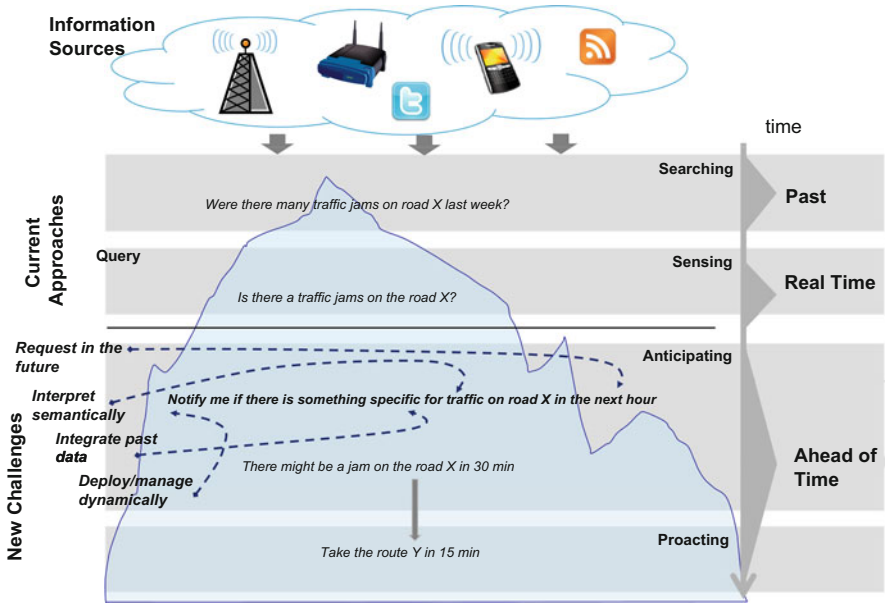 Information
Sources
time
Searching
Were there many traffic jams on road X last week?
Past
Current
Approaches
Query
Sensing
Is there a traffic jams on the road X?
Real Time
Request in the
future
Anticipating
Interpret
semantically
Notify me if there is something specific for traffic on road X in the next hour
Integrate past
data
There might be a jam on the road X in 30 min
Ahead of
Time
Deploy/manage
dynamically
New Challenges
Proacting
Take the route Y in 15 min